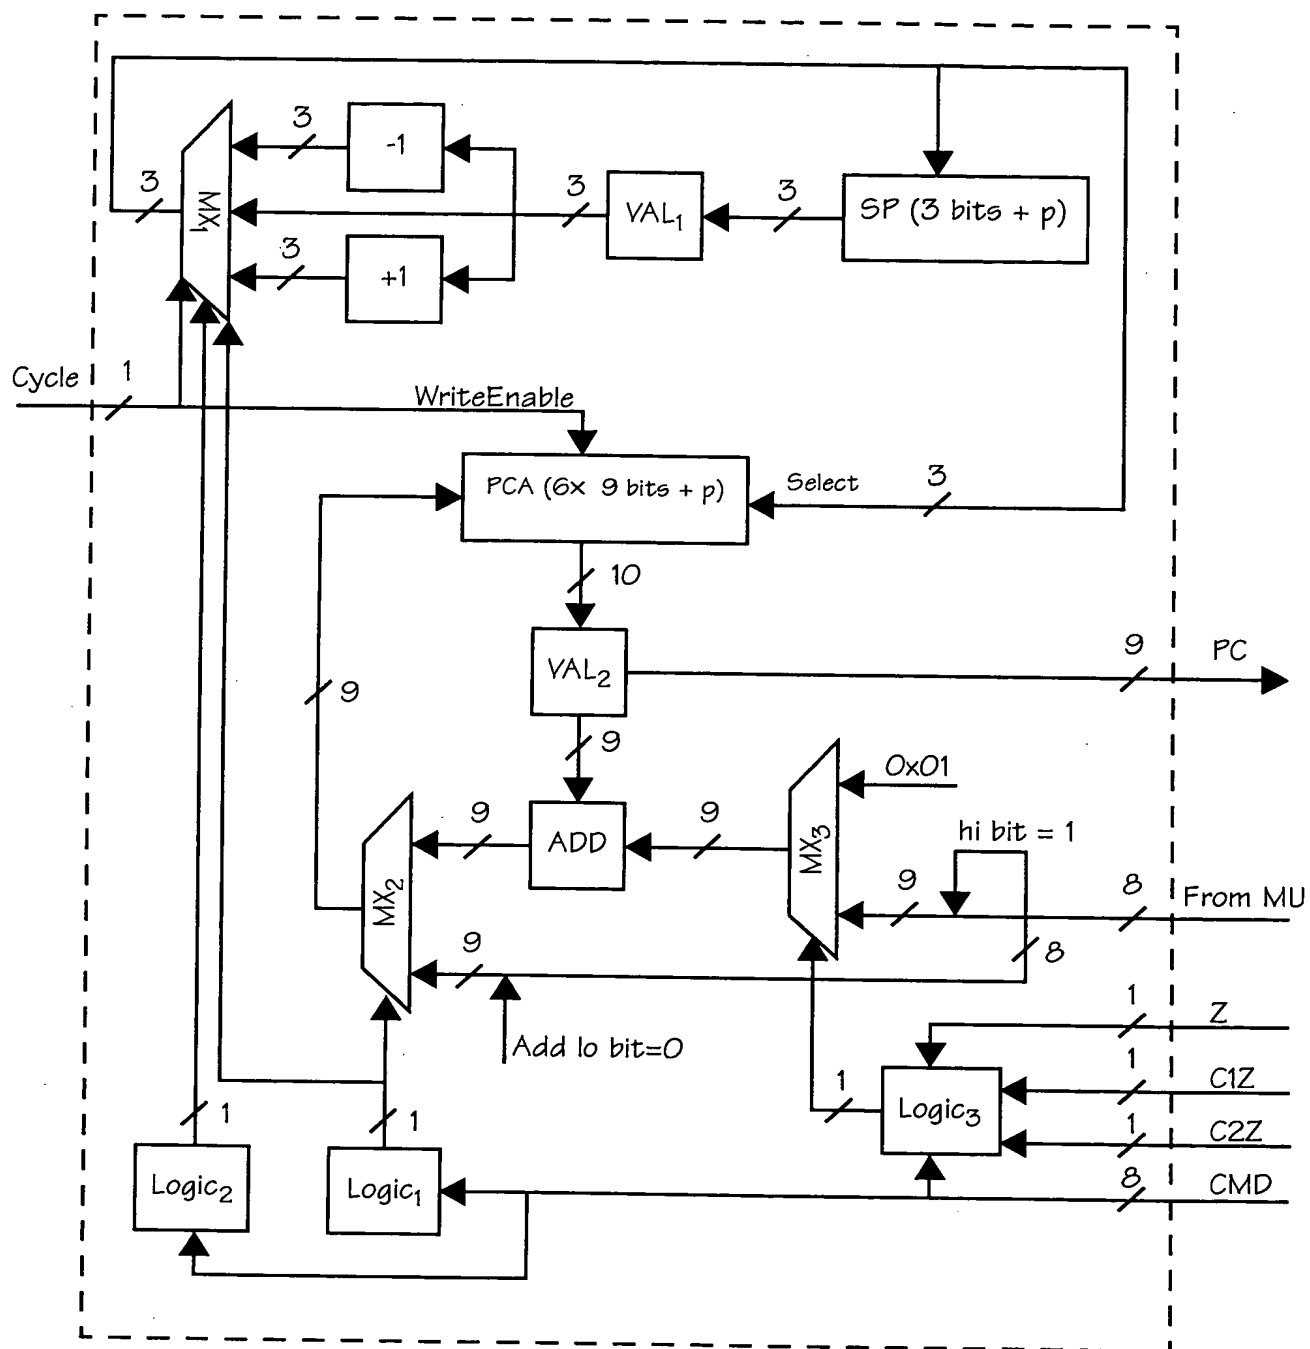 3
-1
3
MX1
3
VAL1
3
SP (3 bits + p)
3
+1
Cycle
1
WriteEnable
PCA (6x 9 bits + p)
Select
3
10
VAL2
9
PC
9
9
0x01
9
ADD
9
MX3
hi bit = 1
MX2
9
8
From MU
9
8
Add lo bit=0
1
Z
1
C1Z
1
Logic3
1
C2Z
1
1
Logic2
Logic1
8
CMD